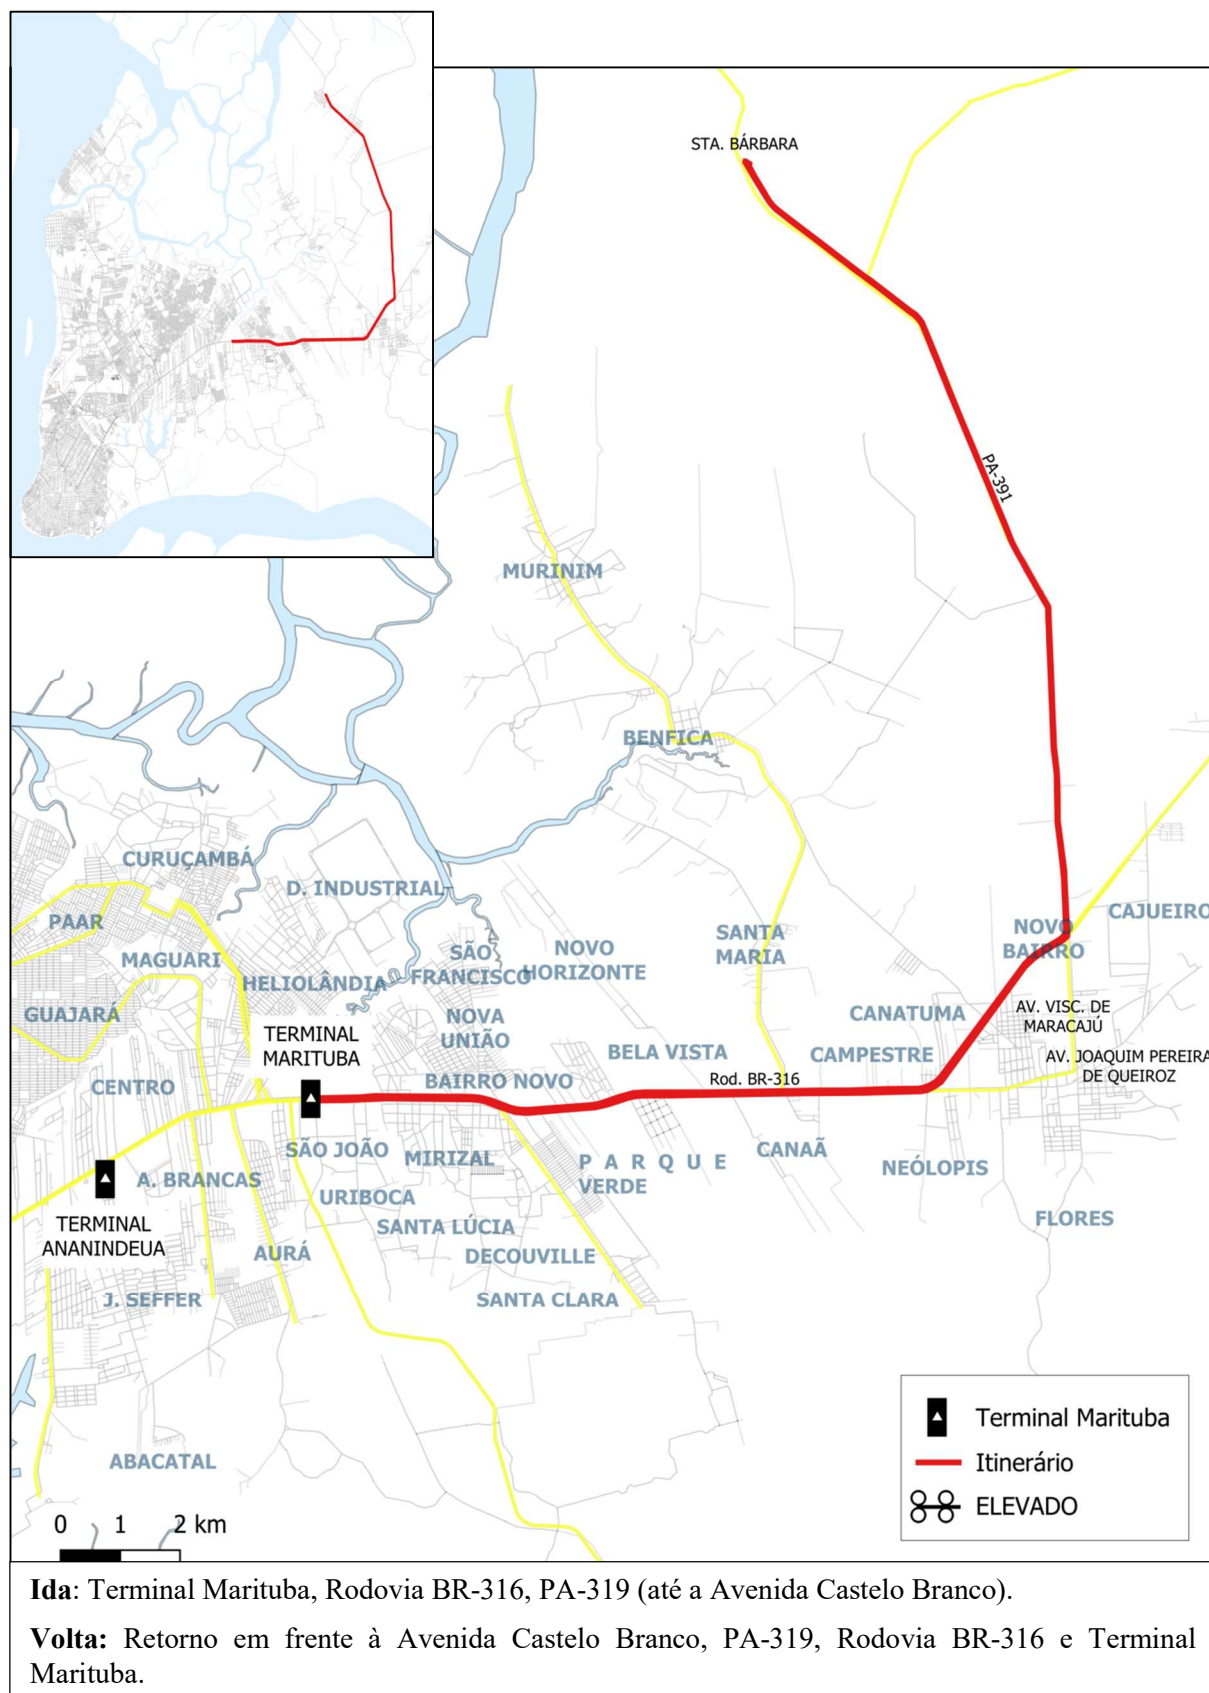 STA. BÁRBARA
PA-391
MURINIM
BENFICA
CURUÇAMBÁ
D. INDUSTRIAL
PAAR
CAJUEIRO
NOVO
BAIRRO
SANTA
MARIA
NOVO
HORIZONTE
SÃO
FRANCISCO
MAGUARI
HELIOLÂNDIA
GUAJARÁ
NOVA
UNIÃO
CANATUMA
AV. VISC. DE
MARACAJÚ
TERMINAL
MARITUBA
BELA VISTA
CAMPESTRE
AV. JOAQUIM PEREIRA
DE QUEIROZ
CENTRO
BAIRRO NOVO
Rod. BR-316
SÃO JOÃO
MIRIZAL
PARQUE
VERDE
CANAÃ
NEÓLOPIS
A. BRANCAS
URIBOCA
TERMINAL
ANANINDEUA
SANTA LÚCIA
FLORES
AURÁ
DECOUVILLE
J. SEFFER
SANTA CLARA
ABACATAL
Terminal Marituba
Itinerário
ELEVADO
0 1 2 km
Ida: Terminal Marituba, Rodovia BR-316, PA-319 (até a Avenida Castelo Branco).
Volta: Retorno em frente à Avenida Castelo Branco, PA-319, Rodovia BR-316 e Terminal
Marituba.